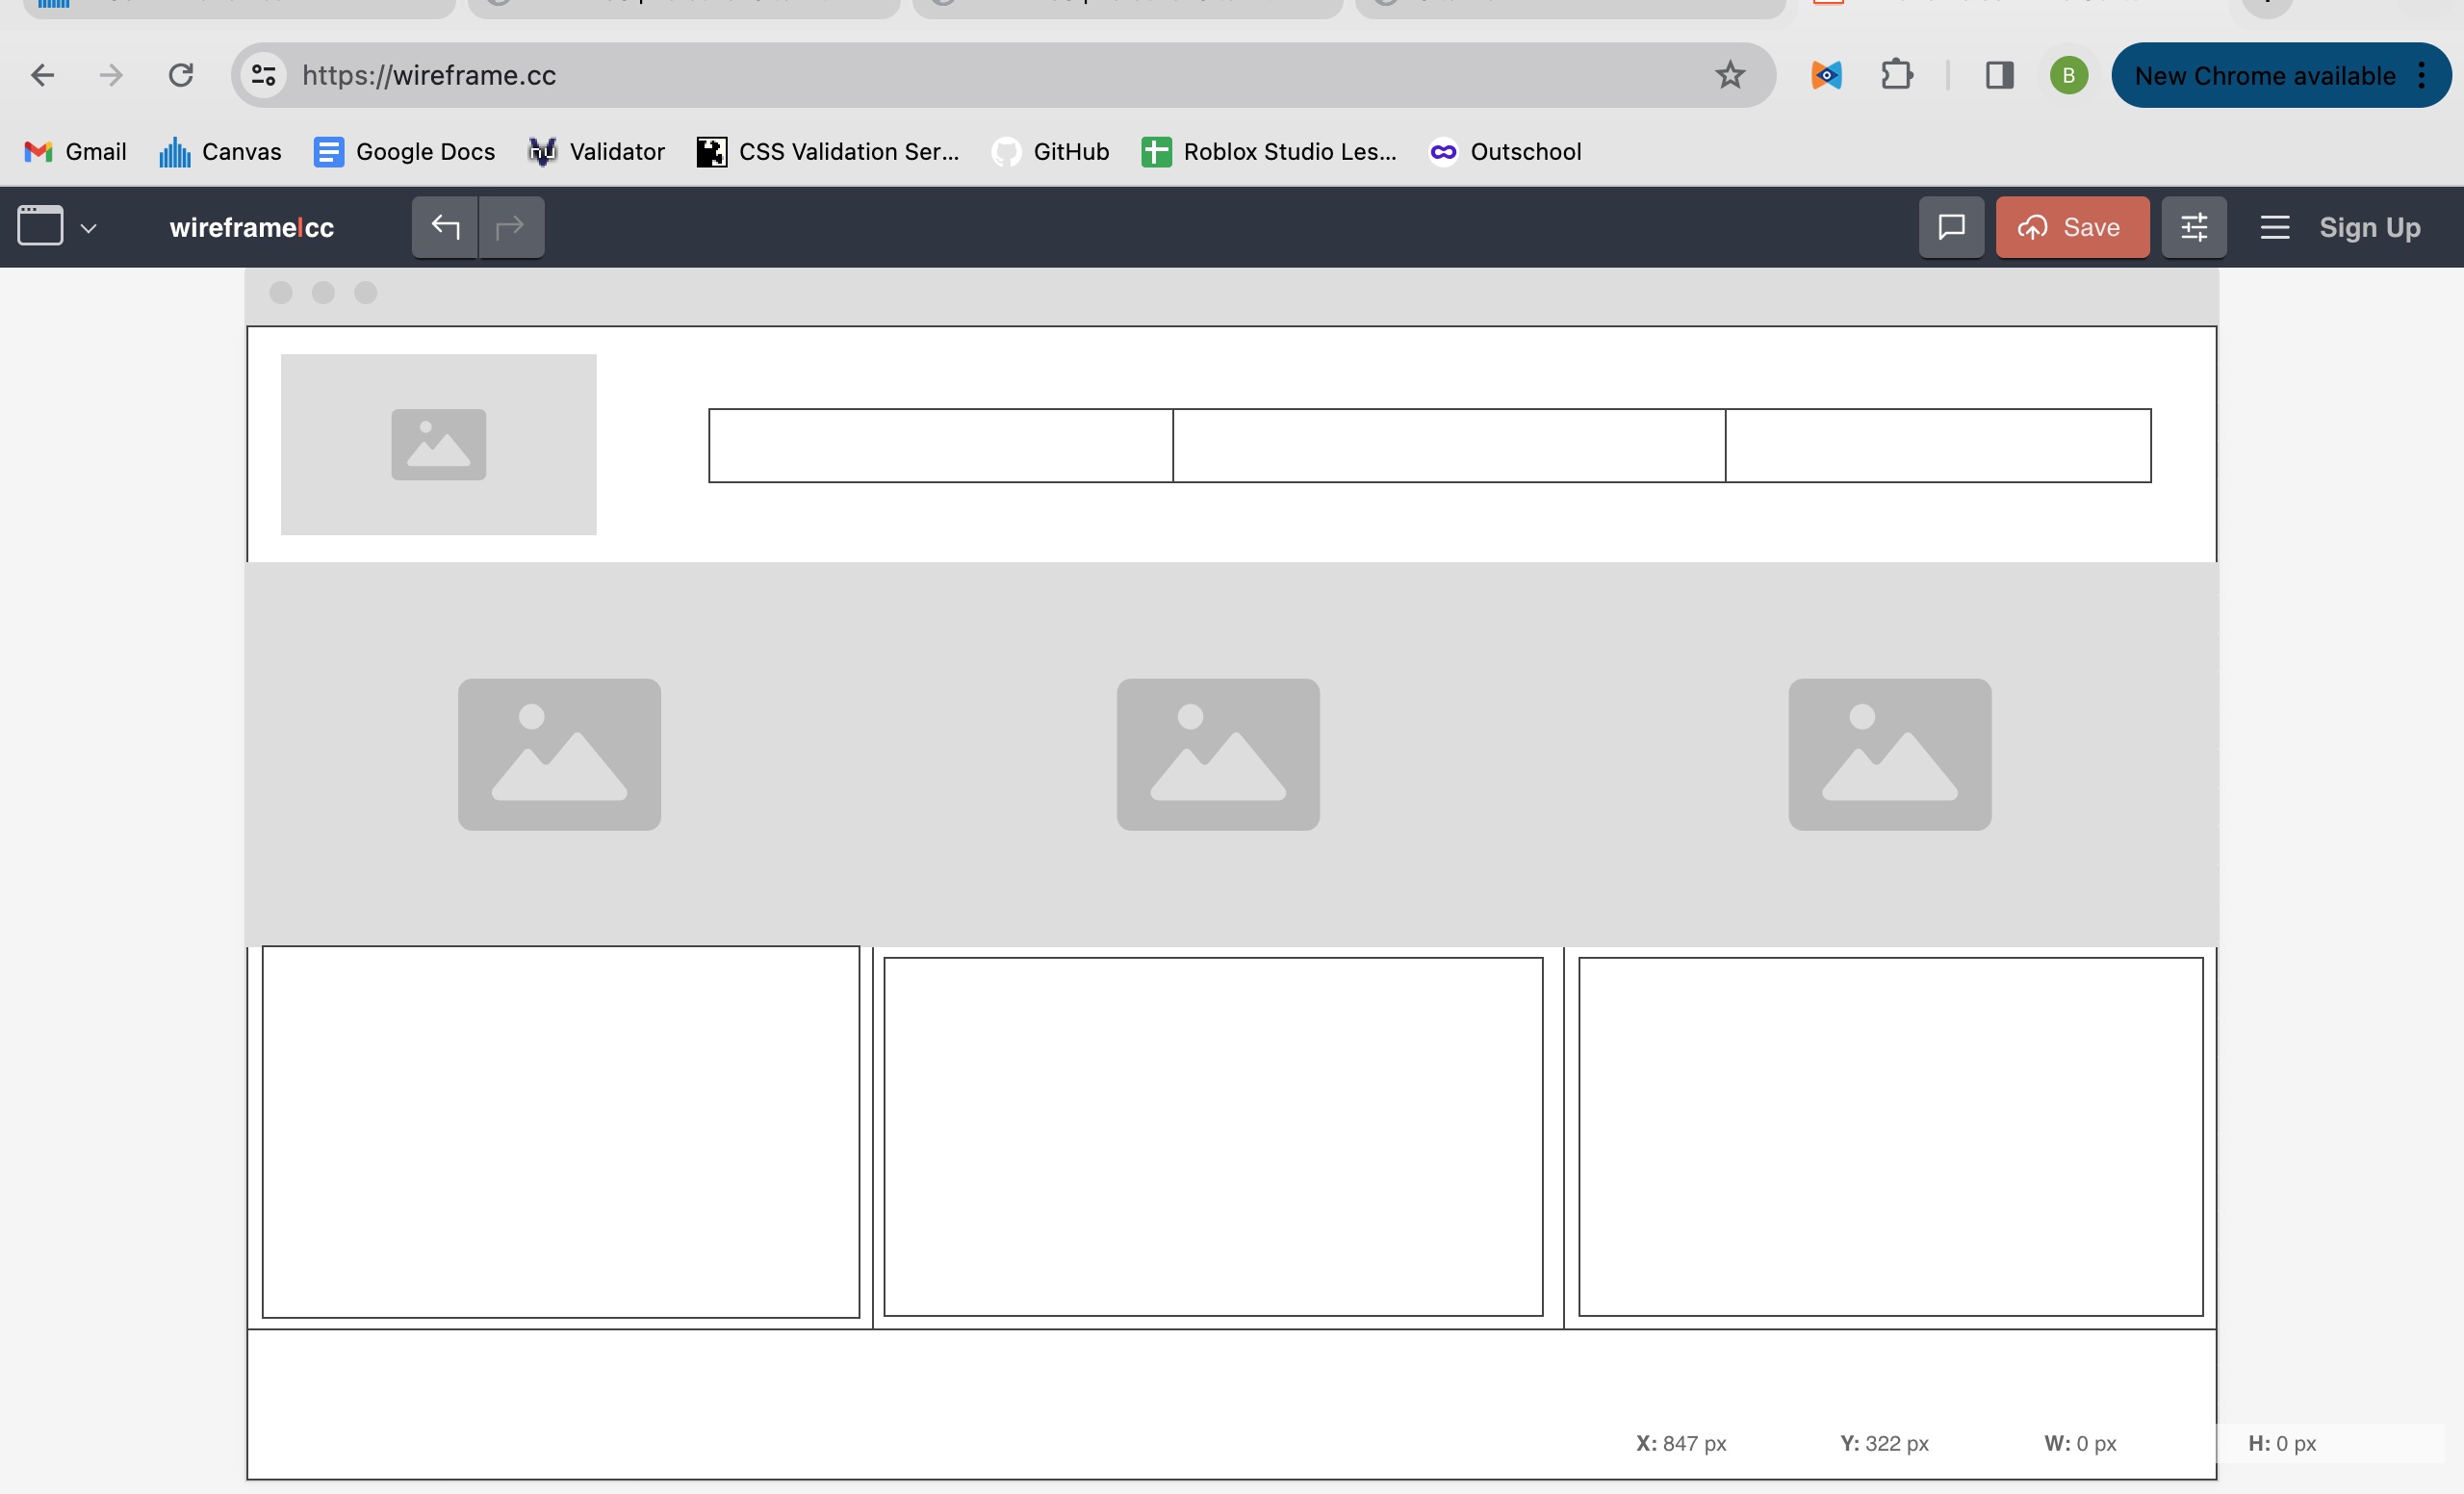 https://wireframe.cc
New Chrome available
B
Gmail Canvas Google Docs Validator CSS Validation Ser... GitHub Roblox Studio Les... Outschool
wireframe|cc Save Sign Up
X: 847 px Y: 322 px W: 0 px H: 0 px